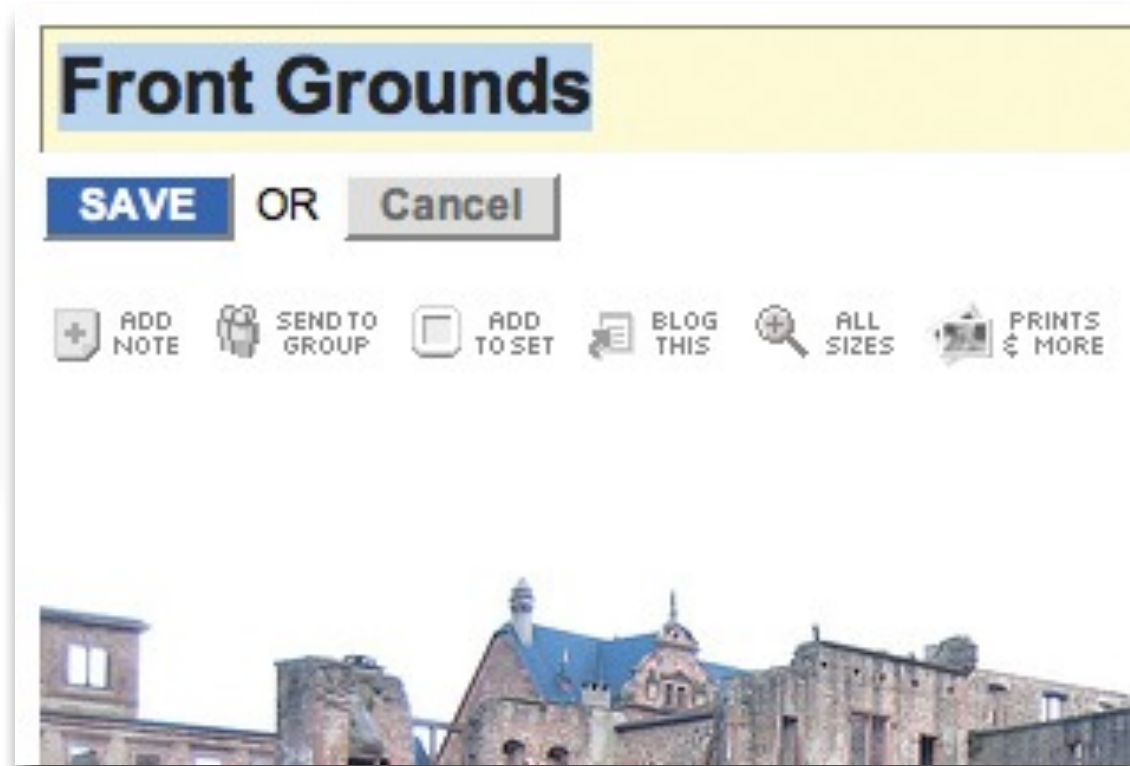 Front Grounds
SAVE OR Cancel
ADD NOTE
SEND TO GROUP
ADD TO SET
BLOG THIS
ALL SIZES
PRINTS & MORE